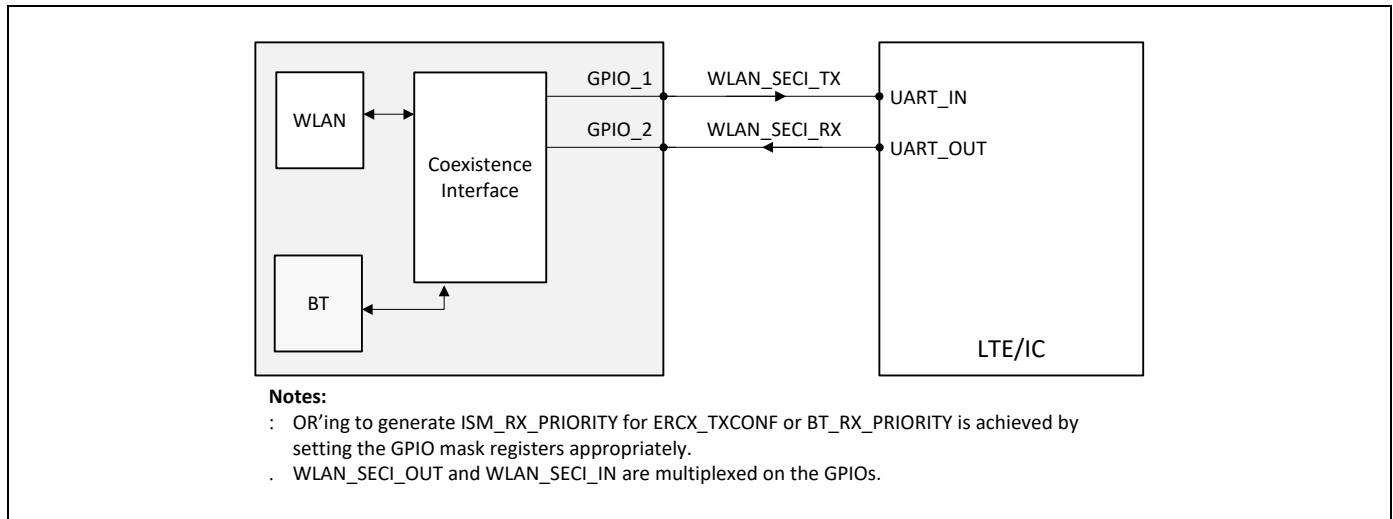 GPIO_1 WLAN_SECI_TX
UART_IN
WLAN
GPIO_2 WLAN_SECI_RX
UART_OUT
Coexistence
Interface
BT
LTE/IC
Notes:
: OR'ing to generate ISM_RX_PRIORITY for ERCX_TXCONF or BT_RX_PRIORITY is achieved by
setting the GPIO mask registers appropriately.
. WLAN_SECI_OUT and WLAN_SECI_IN are multiplexed on the GPIOs.